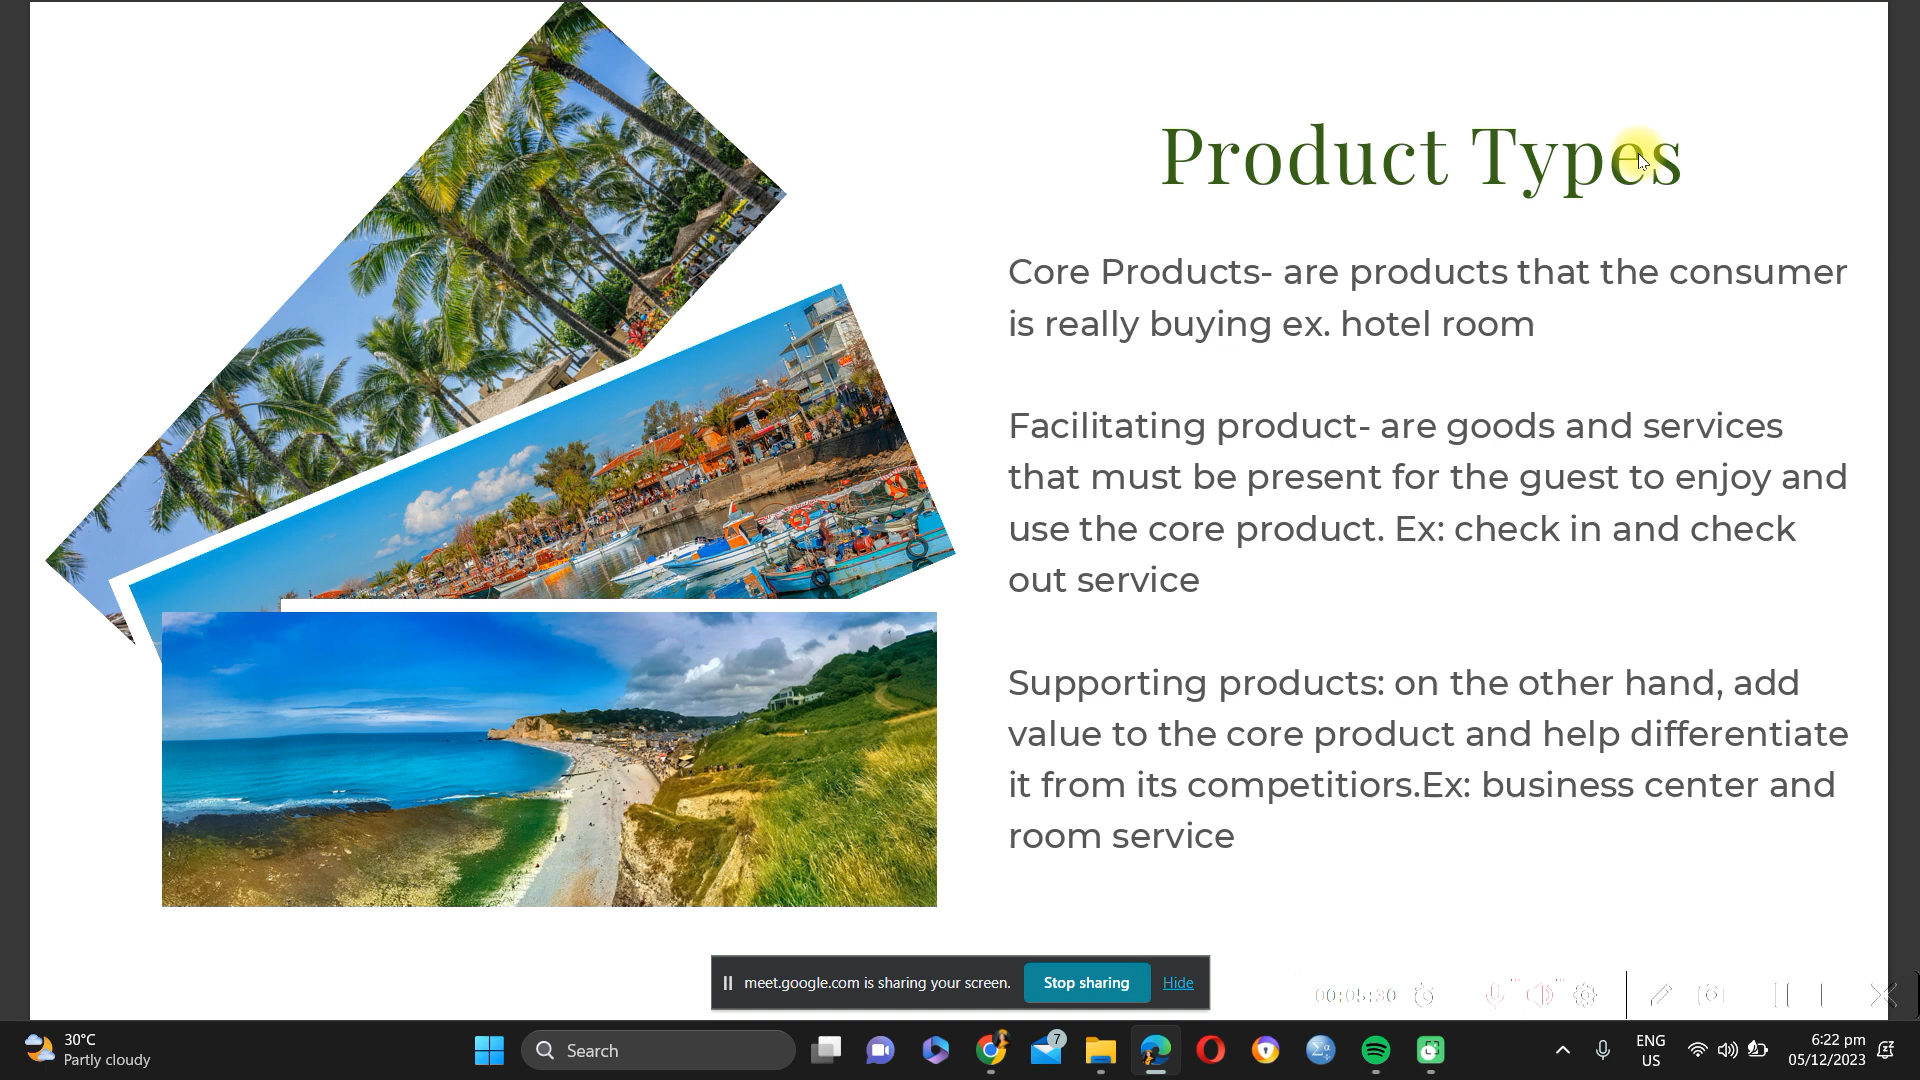 Product Types
Core Products- are products that the consumer
is really buying ex. hotel room
Facilitating product- are goods and services
that must be present for the guest to enjoy and
use the core product. Ex: check in and check
out service
Supporting products: on the other hand, add
value to the core product and help differentiate
it from its competitiors.Ex: business center and
room service
meet.google.com is sharing your screen.
Stop sharing
Hide
00:05:30
30°C
Partly cloudy
Search
7
ENG
US
6:22 pm
05/12/2023